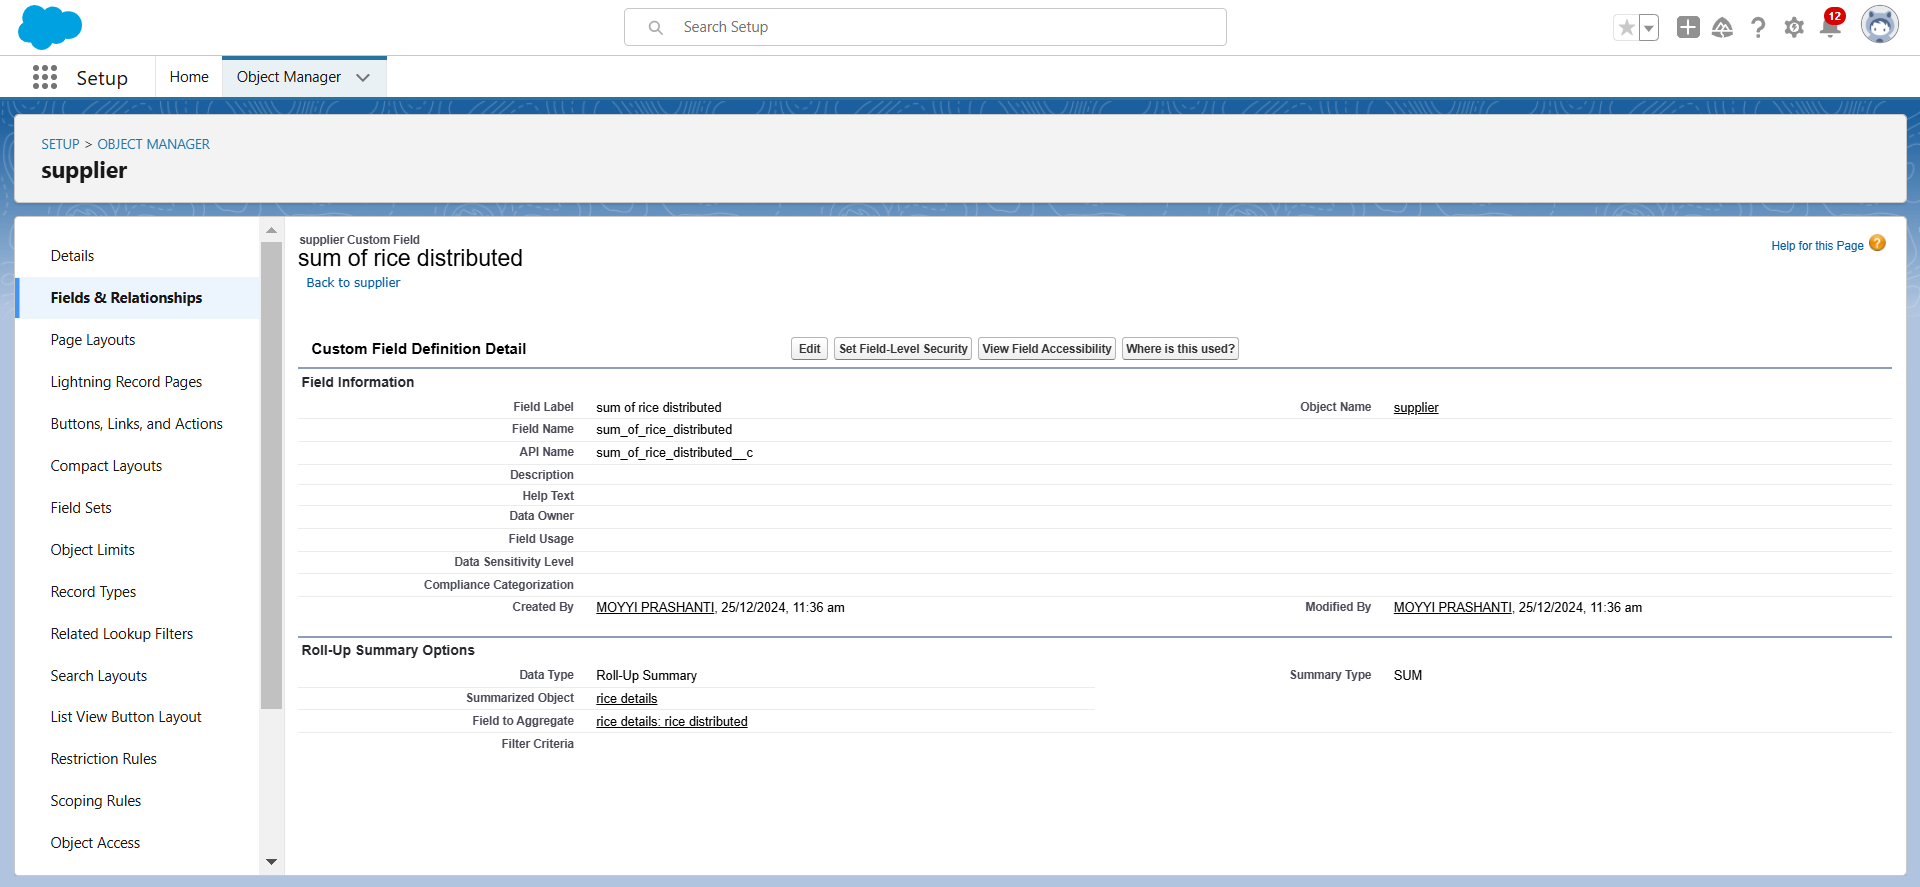 Search Setup
12
Setup
Home
Object Manager
SETUP > OBJECT MANAGER
supplier
Details
Fields & Relationships
Page Layouts
Lightning Record Pages
Buttons, Links, and Actions
Compact Layouts
Field Sets
Object Limits
Record Types
Related Lookup Filters
Search Layouts
List View Button Layout
Restriction Rules
Scoping Rules
Object Access
supplier Custom Field
sum of rice distributed
Back to supplier
Help for this Page ?
Custom Field Definition Detail
Edit
Set Field-Level Security
View Field Accessibility
Where is this used?
Field Information
Field Label sum of rice distributed
Object Name supplier
Field Name sum_of_rice_distributed
API Name sum_of_rice_distributed__c
Description
Help Text
Data Owner
Field Usage
Data Sensitivity Level
Compliance Categorization
Created By MOYYI PRASHANTI, 25/12/2024, 11:36 am
Modified By MOYYI PRASHANTI, 25/12/2024, 11:36 am
Roll-Up Summary Options
Data Type Roll-Up Summary
Summary Type SUM
Summarized Object rice details
Field to Aggregate rice details: rice distributed
Filter Criteria